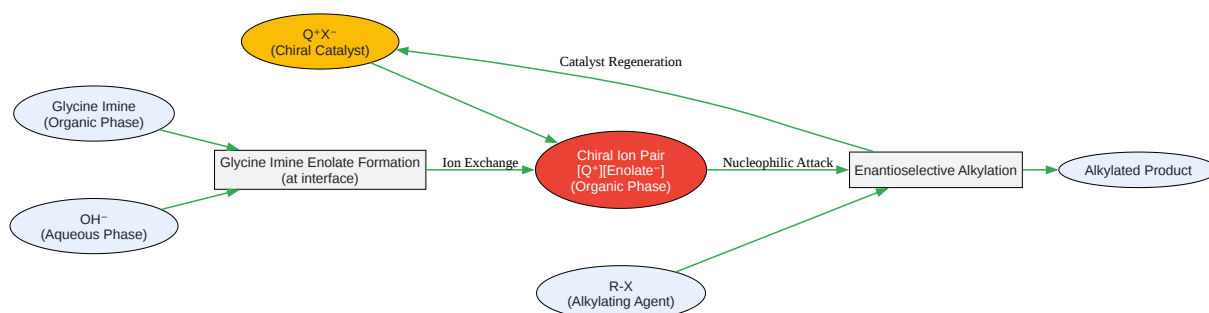 Q⁺X⁻
(Chiral Catalyst)
Catalyst Regeneration
Glycine Imine
(Organic Phase)
Glycine Imine Enolate Formation
(at interface)
Ion Exchange
Chiral Ion Pair
[Q⁺][Enolate⁻]
(Organic Phase)
Nucleophilic Attack
Enantioselective Alkylation
Alkylated Product
OH⁻
(Aqueous Phase)
R-X
(Alkylating Agent)